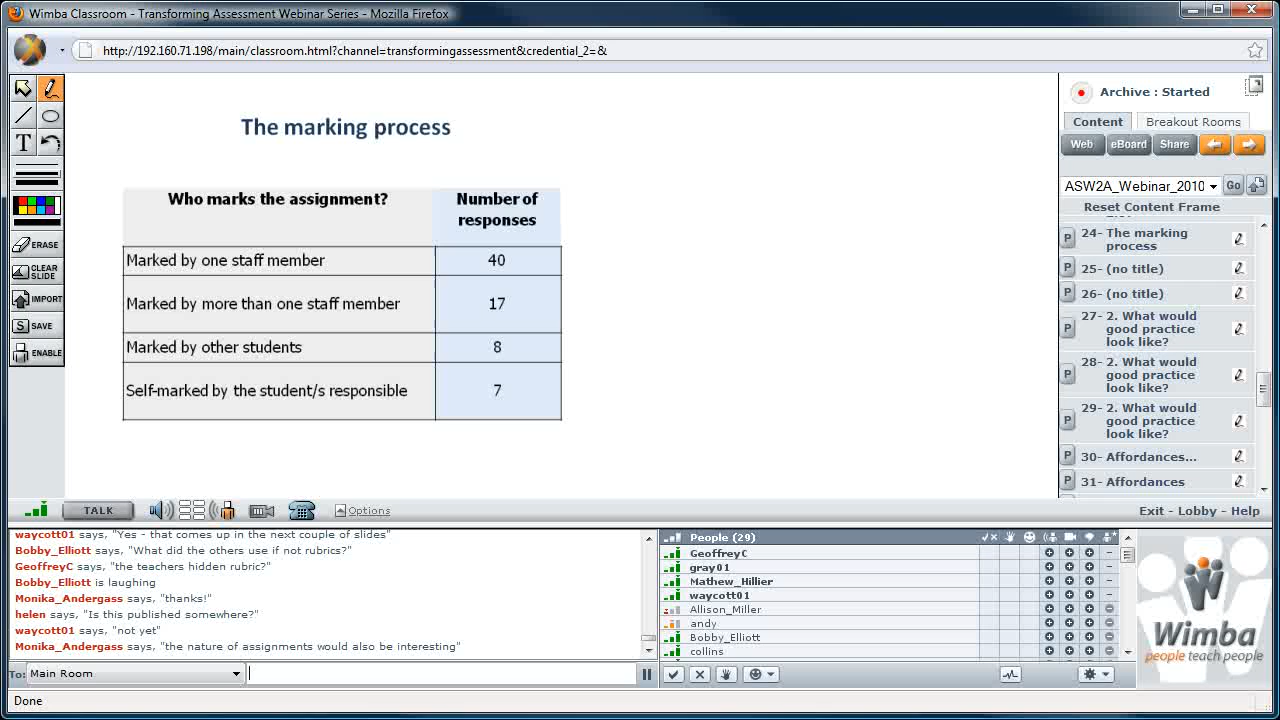 Wimba Classroom - Transforming Assessment Webinar Series - Mozilla Firefox
http://192.160.71.198/main/classroom.html?channel=transformingassessment&credential_2=&
T
ERASE
CLEAR
SLIDE
IMPORT
S SAVE
ENABLE
The marking process
Who marks the assignment? Number of
responses
Marked by one staff member 40
Marked by more than one staff member 17
Marked by other students 8
Self-marked by the student/s responsible 7
Archive : Started
Content Breakout Rooms
Web eBoard Share
ASW2A_Webinar_2010 Go
Reset Content Frame
P 24- The marking
process
P 25- (no title)
P 26- (no title)
P 27- 2. What would
good practice
look like?
P 28- 2. What would
good practice
look like?
P 29- 2. What would
good practice
look like?
P 30- Affordances...
P 31- Affordances
TALK Options
Exit - Lobby - Help
waycott01 says, "Yes - that comes up in the next couple of slides"
Bobby_Elliott says, "What did the others use if not rubrics?"
GeoffreyC says, "the teachers hidden rubric?"
Bobby_Elliott is laughing
Monika_Andergass says, "thanks!"
helen says, "Is this published somewhere?"
waycott01 says, "not yet"
Monika_Andergass says, "the nature of assignments would also be interesting"
To: Main Room
People (29)
GeoffreyC
gray01
Mathew_Hillier
waycott01
Allison_Miller
andy
Bobby_Elliott
collins
Wimba
people teach people
Done